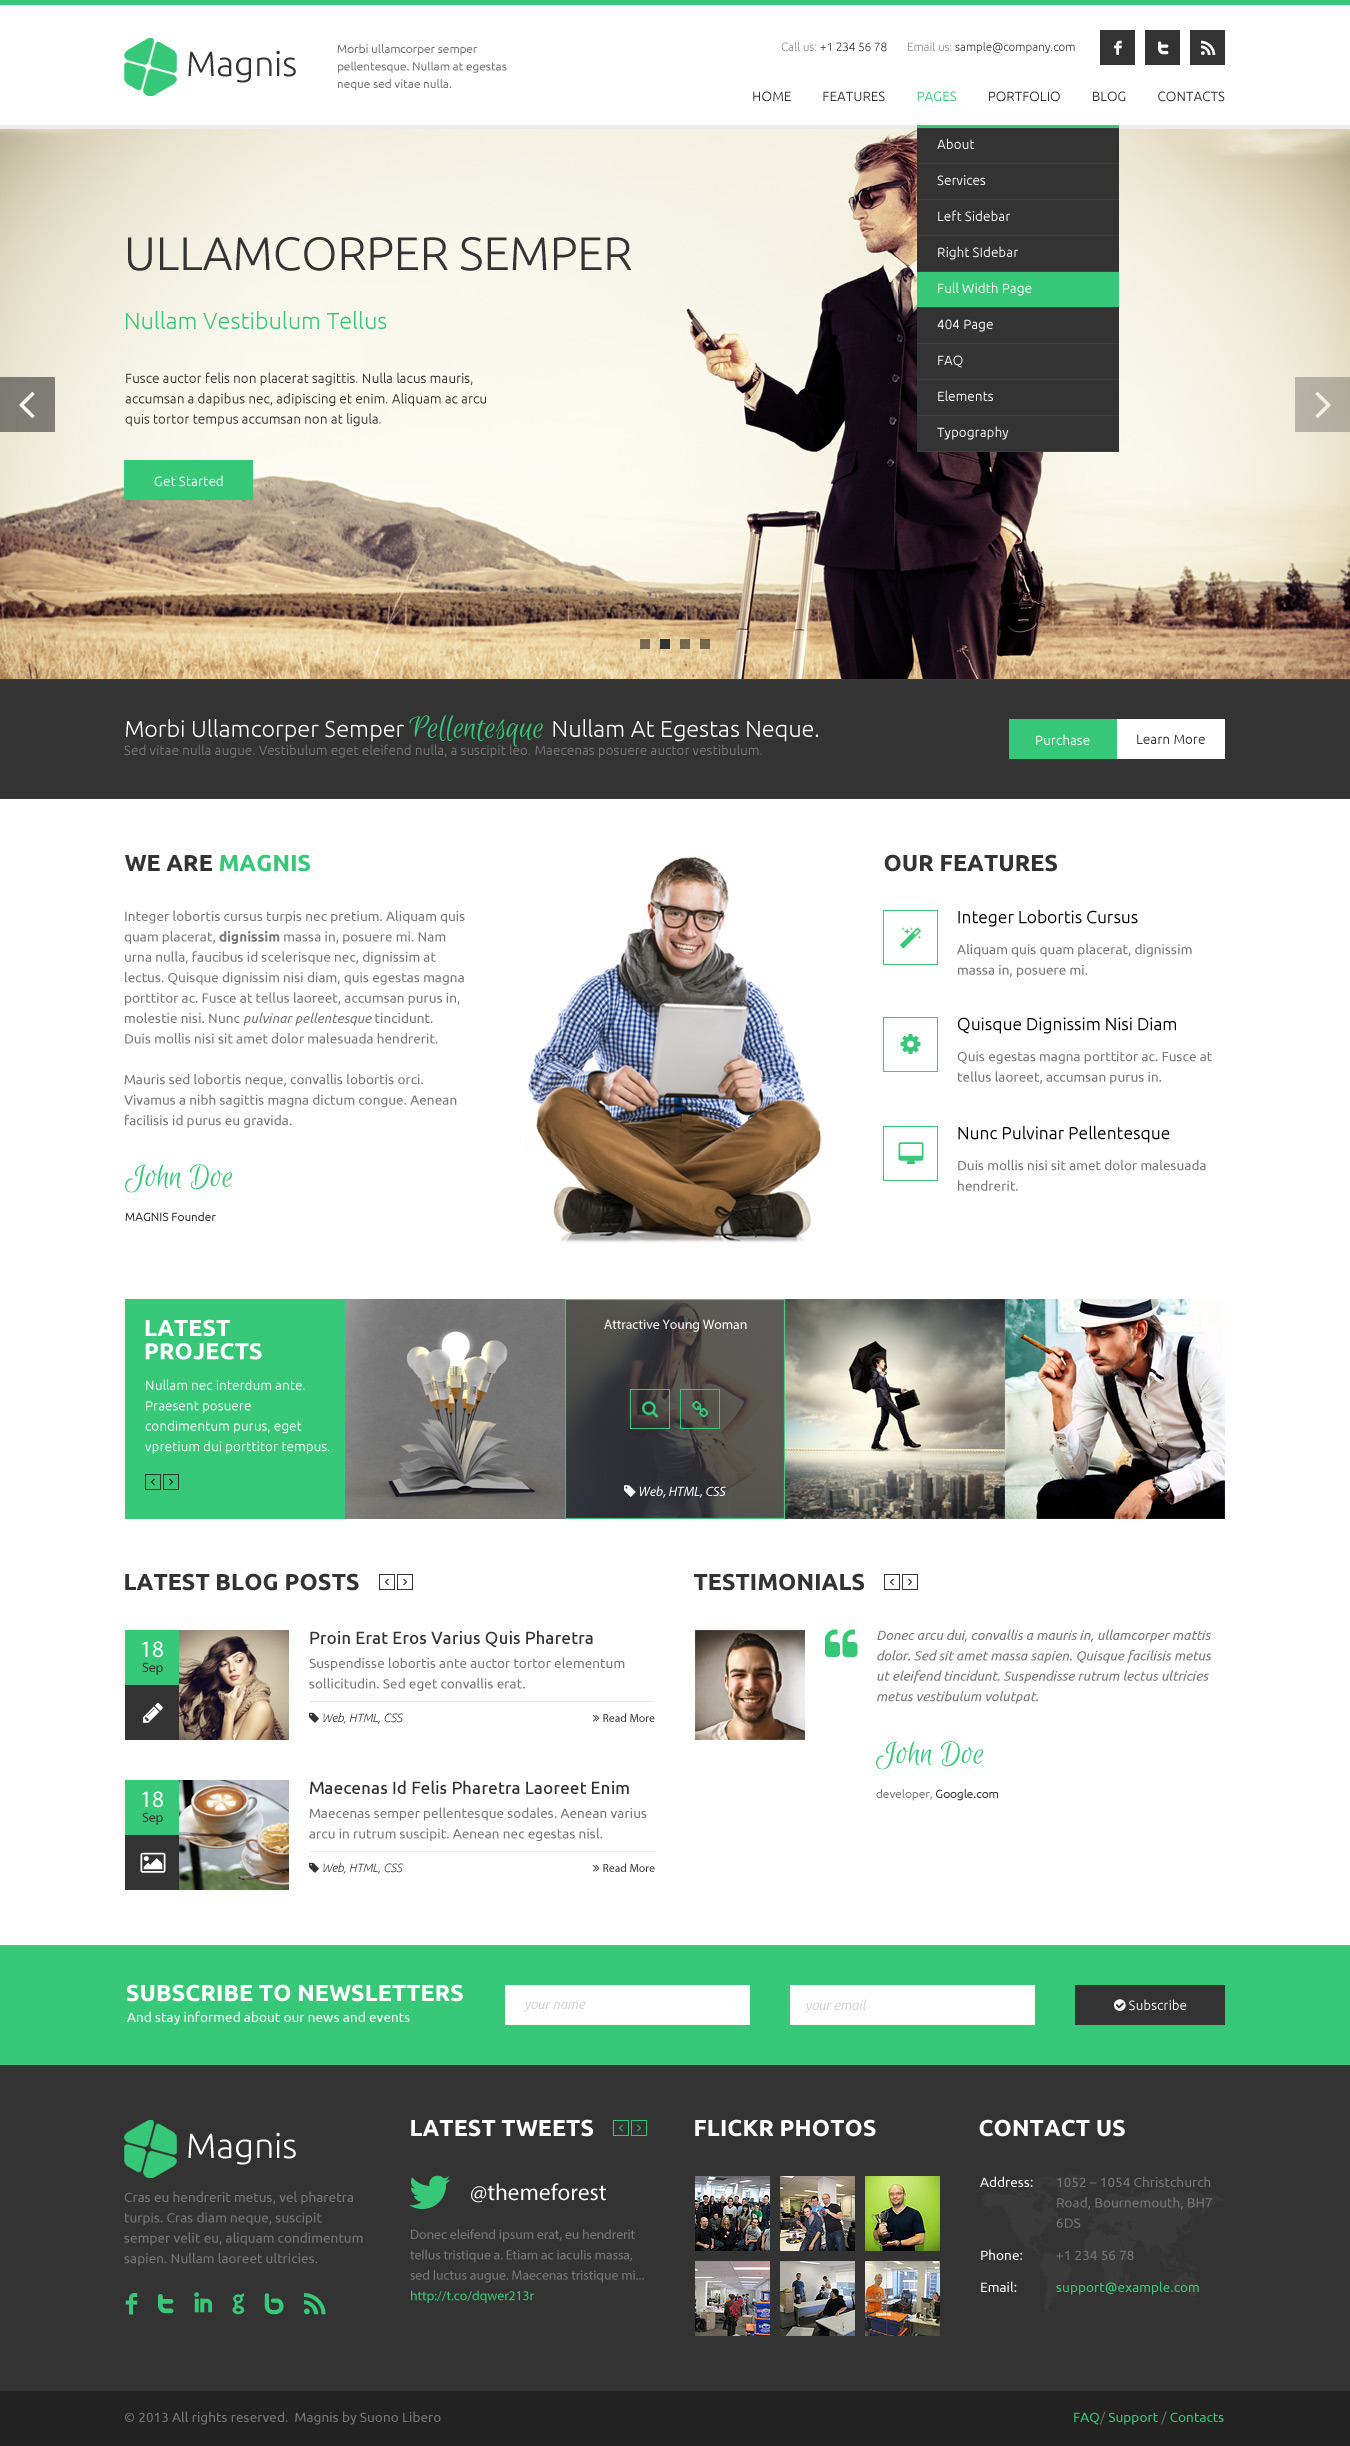 Magnis
Morbi ullamcorper semper
pellentesque. Nullam at egestas
neque sed vitae nulla.
Call us: +1 234 56 78 Email us: sample@company.com
HOME FEATURES PAGES PORTFOLIO BLOG CONTACTS
About
Services
Left Sidebar
Right SIdebar
Full Width Page
404 Page
FAQ
Elements
Typography
ULLAMCORPER SEMPER
Nullam Vestibulum Tellus
Fusce auctor felis non placerat sagittis. Nulla lacus mauris,
accumsan a dapibus nec, adipiscing et enim. Aliquam ac arcu
quis tortor tempus accumsan non at ligula.
Get Started
Morbi Ullamcorper Semper Pellentesque Nullam At Egestas Neque.
Sed vitae nulla augue. Vestibulum eget eleifend nulla, a suscipit leo. Maecenas posuere auctor vestibulum.
Purchase Learn More
WE ARE MAGNIS
Integer lobortis cursus turpis nec pretium. Aliquam quis
quam placerat, dignissim massa in, posuere mi. Nam
urna nulla, faucibus id scelerisque nec, dignissim at
lectus. Quisque dignissim nisi diam, quis egestas magna
porttitor ac. Fusce at tellus laoreet, accumsan purus in,
molestie nisi. Nunc pulvinar pellentesque tincidunt.
Duis mollis nisi sit amet dolor malesuada hendrerit.
Mauris sed lobortis neque, convallis lobortis orci.
Vivamus a nibh sagittis magna dictum congue. Aenean
facilisis id purus eu gravida.
John Doe
MAGNIS Founder
OUR FEATURES
Integer Lobortis Cursus
Aliquam quis quam placerat, dignissim
massa in, posuere mi.
Quisque Dignissim Nisi Diam
Quis egestas magna porttitor ac. Fusce at
tellus laoreet, accumsan purus in.
Nunc Pulvinar Pellentesque
Duis mollis nisi sit amet dolor malesuada
hendrerit.
LATEST
PROJECTS
Nullam nec interdum ante.
Praesent posuere
condimentum purus, eget
vpretium dui porttitor tempus.
Attractive Young Woman
Web, HTML, CSS
LATEST BLOG POSTS
18
Sep
Proin Erat Eros Varius Quis Pharetra
Suspendisse lobortis ante auctor tortor elementum
sollicitudin. Sed eget convallis erat.
Web, HTML, CSS » Read More
18
Sep
Maecenas Id Felis Pharetra Laoreet Enim
Maecenas semper pellentesque sodales. Aenean varius
arcu in rutrum suscipit. Aenean nec egestas nisl.
Web, HTML, CSS » Read More
TESTIMONIALS
Donec arcu dui, convallis a mauris in, ullamcorper mattis
dolor. Sed sit amet massa sapien. Quisque facilisis metus
ut eleifend tincidunt. Suspendisse rutrum lectus ultricies
metus vestibulum volutpat.
John Doe
developer, Google.com
SUBSCRIBE TO NEWSLETTERS
And stay informed about our news and events
your name
your email
Subscribe
Magnis
Cras eu hendrerit metus, vel pharetra
turpis. Cras diam neque, suscipit
semper velit eu, aliquam condimentum
sapien. Nullam laoreet ultricies.
LATEST TWEETS
@themeforest
Donec eleifend ipsum erat, eu hendrerit
tellus tristique a. Etiam ac iaculis massa,
sed luctus augue. Maecenas tristique mi...
http://t.co/dqwer213r
FLICKR PHOTOS
CONTACT US
Address: 1052 – 1054 Christchurch
Road, Bournemouth, BH7
6DS
Phone: +1 234 56 78
Email: support@example.com
© 2013 All rights reserved. Magnis by Suono Libero
FAQ/ Support / Contacts